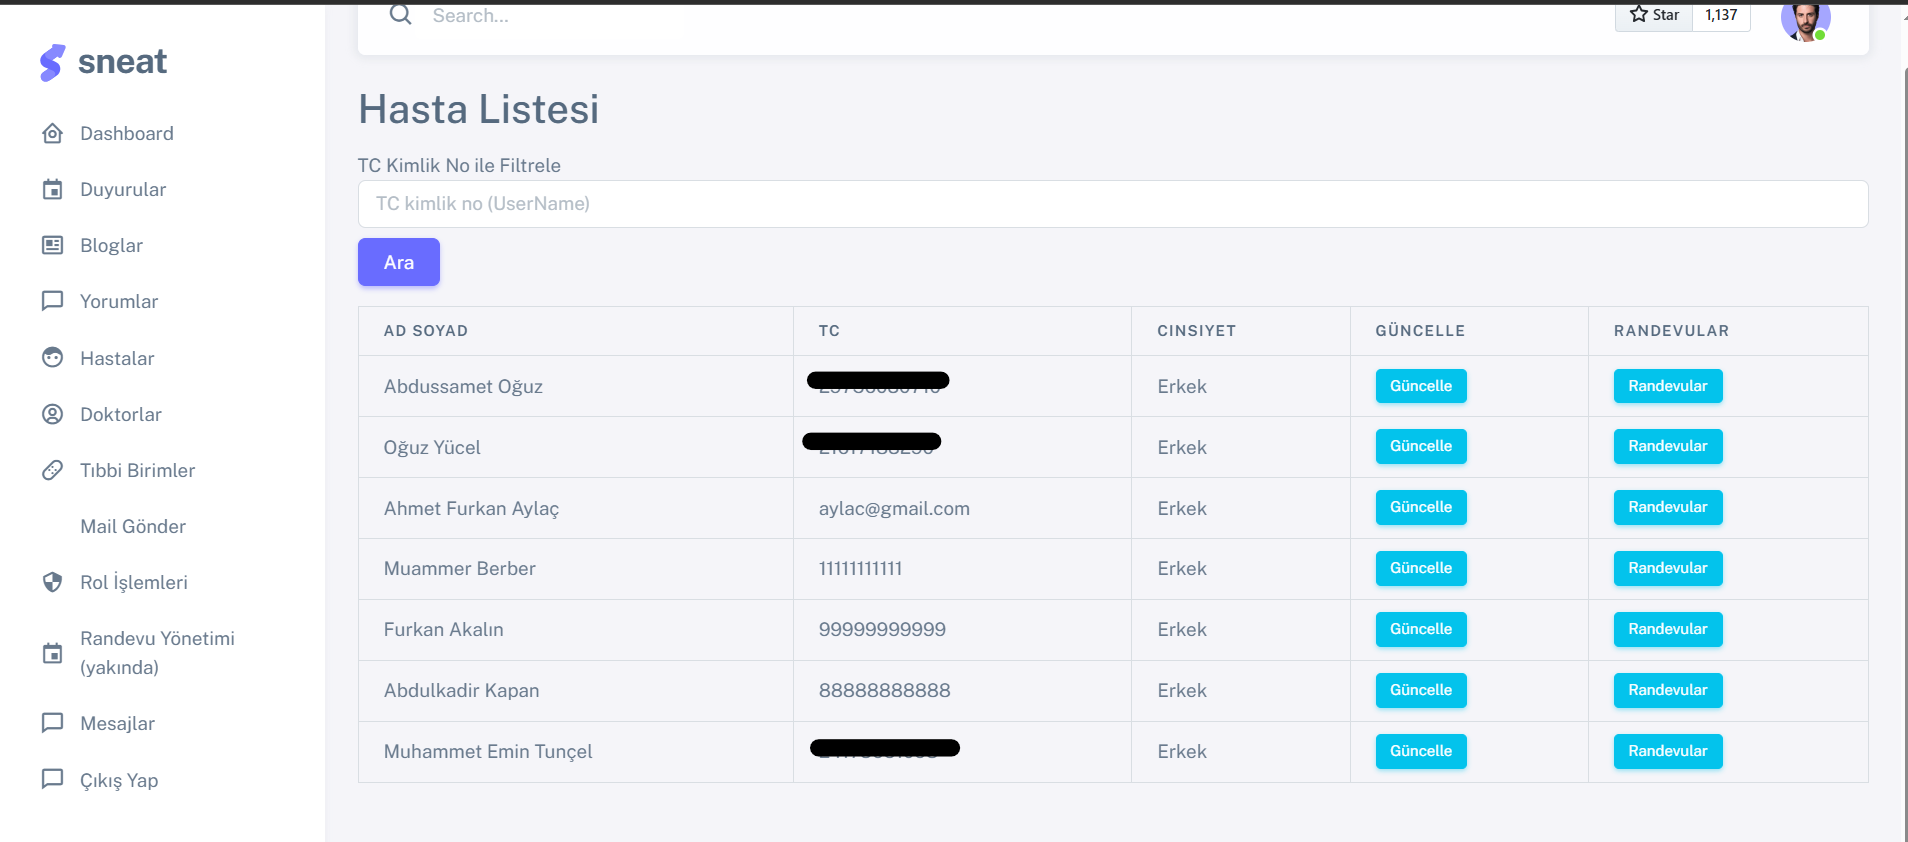 Search...
Star 1,137
sneat
Dashboard
Duyurular
Bloglar
Yorumlar
Hastalar
Doktorlar
Tıbbi Birimler
Mail Gönder
Rol İşlemleri
Randevu Yönetimi
(yakında)
Mesajlar
Çıkış Yap
Hasta Listesi
TC Kimlik No ile Filtrele
TC kimlik no (UserName)
Ara
AD SOYAD TC CINSIYET GÜNCELLE RANDEVULAR
Abdussamet Oğuz Erkek Güncelle Randevular
Oğuz Yücel Erkek Güncelle Randevular
Ahmet Furkan Aylaç aylac@gmail.com Erkek Güncelle Randevular
Muammer Berber 11111111111 Erkek Güncelle Randevular
Furkan Akalın 99999999999 Erkek Güncelle Randevular
Abdulkadir Kapan 88888888888 Erkek Güncelle Randevular
Muhammet Emin Tunçel Erkek Güncelle Randevular